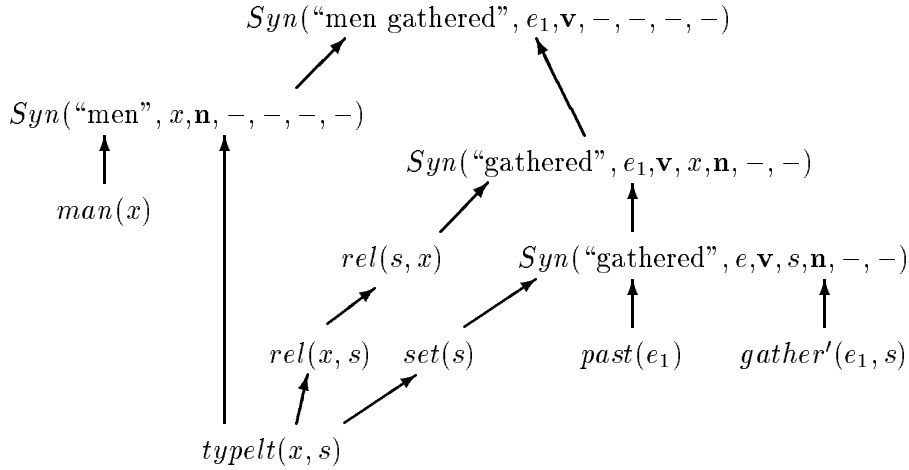 Syn(“men gathered”, e₁,v, −, −, −, −)
Syn(“men”, x,n, −, −, −, −)
Syn(“gathered”, e₁,v, x,n, −, −)
man(x)
rel(s, x) Syn(“gathered”, e,v, s,n, −, −)
rel(x, s) set(s) past(e₁) gather′(e₁, s)
typelt(x, s)